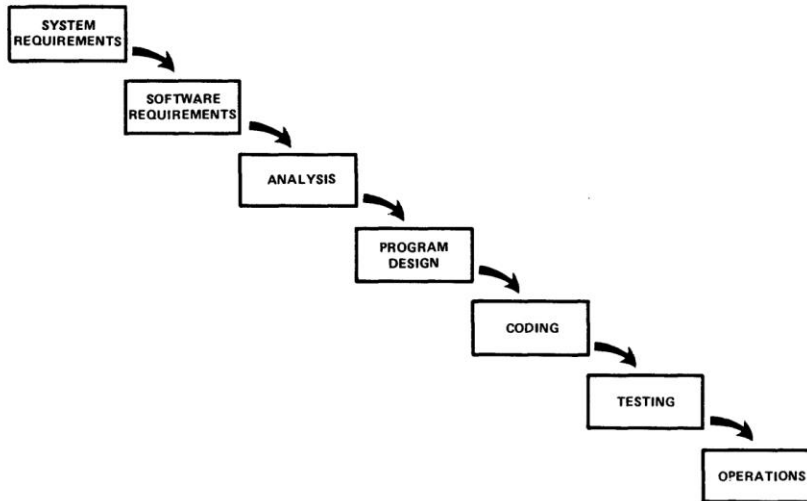 SYSTEM
REQUIREMENTS
SOFTWARE
REQUIREMENTS
ANALYSIS
PROGRAM
DESIGN
CODING
TESTING
OPERATIONS